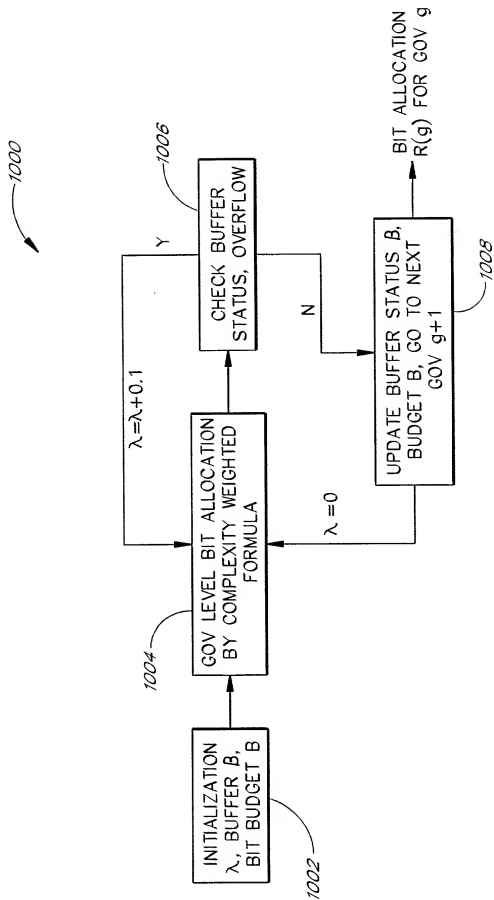 1000
INITIALIZATION
λ, BUFFER B,
BIT BUDGET B
1002
GOV LEVEL BIT ALLOCATION
BY COMPLEXITY WEIGHTED
FORMULA
1004
λ=λ+0.1
Y
CHECK BUFFER
STATUS, OVERFLOW
1006
N
λ =0
UPDATE BUFFER STATUS B,
BUDGET B, GO TO NEXT
GOV g+1
1008
BIT ALLOCATION
R(g) FOR GOV g